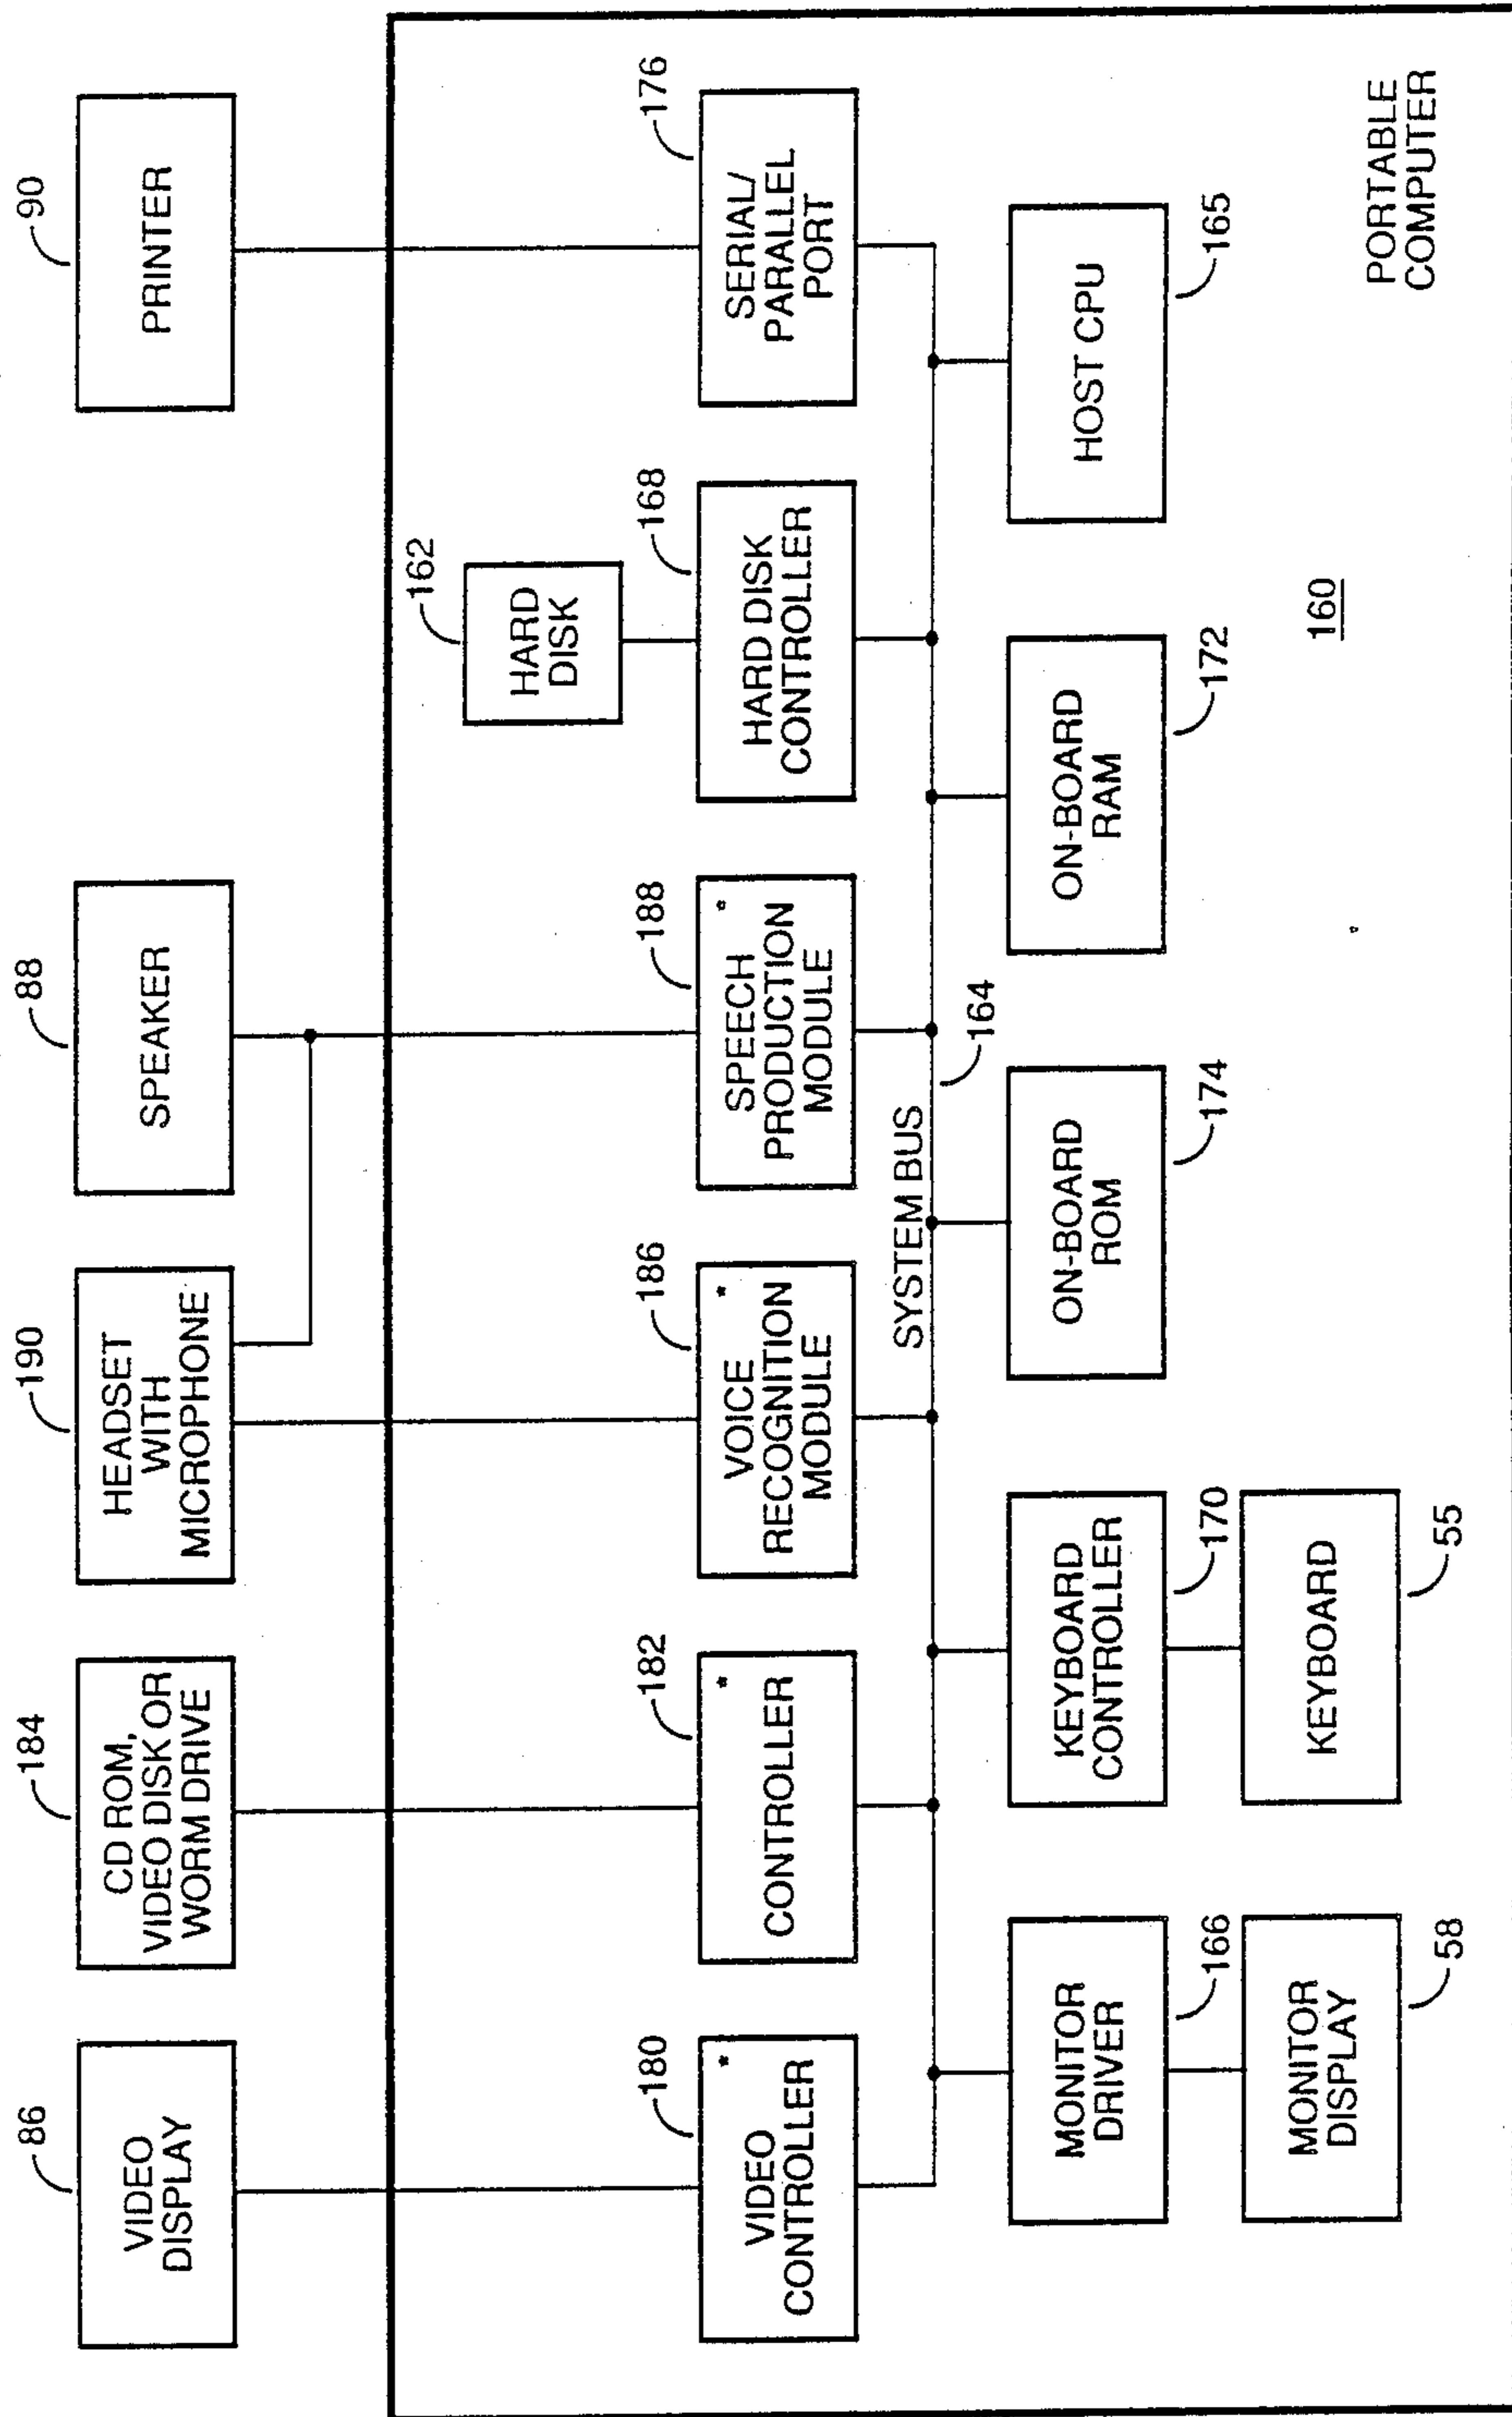 86
VIDEO
DISPLAY
184
CD ROM,
VIDEO DISK OR
WORM DRIVE
190
HEADSET
WITH
MICROPHONE
88
SPEAKER
90
PRINTER
180
VIDEO *
CONTROLLER
182
*
CONTROLLER
186
VOICE *
RECOGNITION
MODULE
188
SPEECH *
PRODUCTION
MODULE
162
HARD
DISK
168
HARD DISK
CONTROLLER
176
SERIAL/
PARALLEL
PORT
SYSTEM BUS
164
MONITOR
DRIVER
166
MONITOR
DISPLAY
58
KEYBOARD
CONTROLLER
170
KEYBOARD
55
ON-BOARD
ROM
174
ON-BOARD
RAM
172
HOST CPU
165
160
PORTABLE
COMPUTER